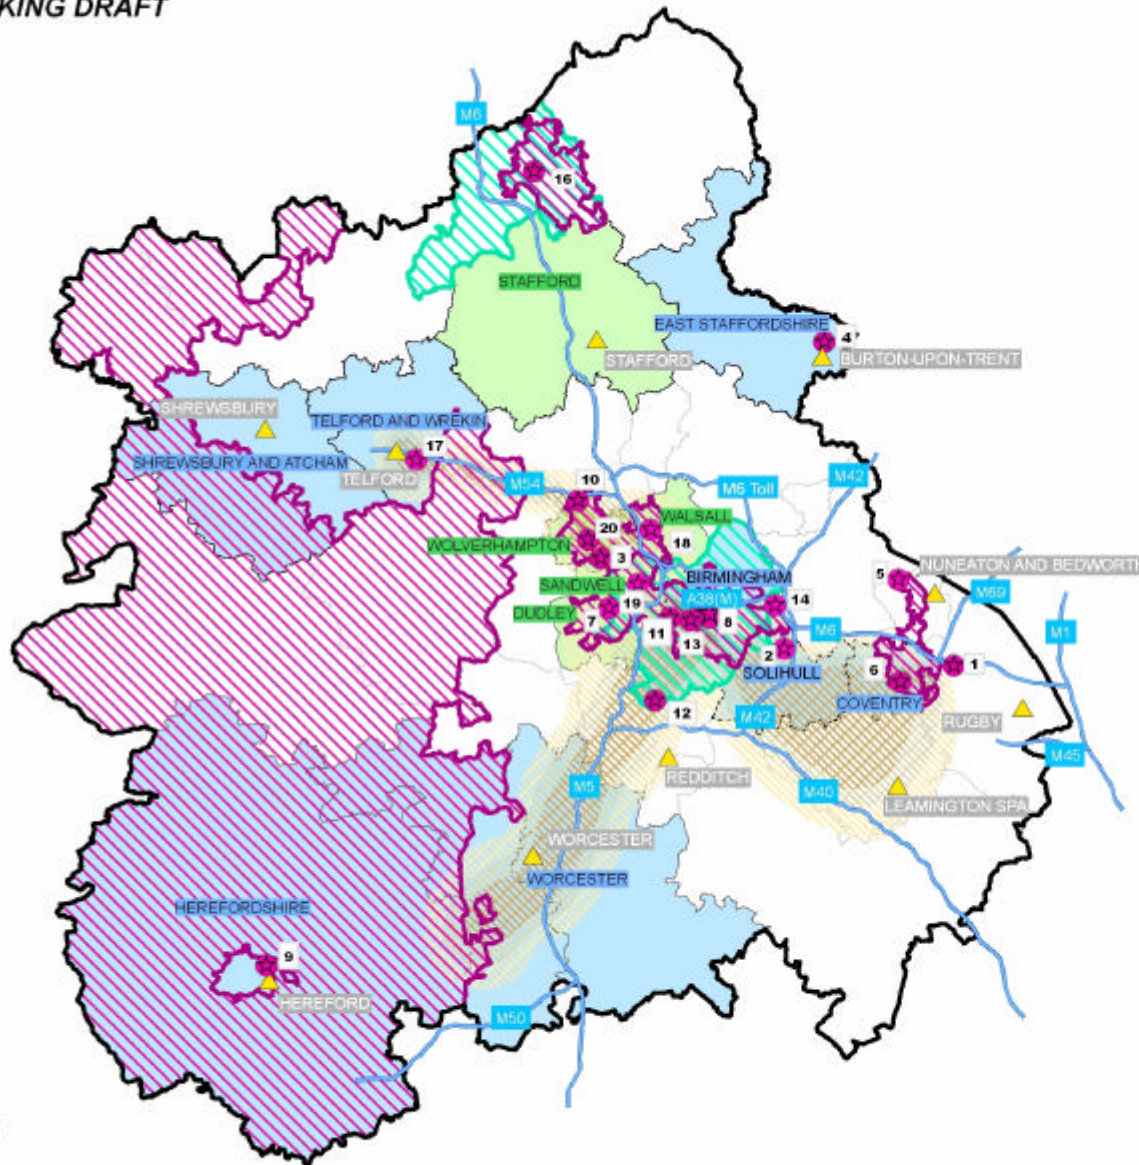 KING DRAFT
M6
16
STAFFORD
EAST STAFFORDSHIRE
4
STAFFORD
BURTON-UPON-TRENT
SHREWSBURY
TELFORD AND WREKIN
17
SHREWSBURY AND ATCHAM
TELFORD
M54
10
M6 Toll
M42
WALSALL
20
WOLVERHAMPTON
18
3
NUNEATON AND BEDWORTH
5
BIRMINGHAM
SANDWELL
M69
A38(M)
14
DUDLEY
19
7
8
11
M6
M1
13
2
1
SOLIHULL
6
COVENTRY
12
M42
RUGBY
M45
REDDITCH
M5
M40
LEAMINGTON SPA
WORCESTER
WORCESTER
HEREFORDSHIRE
9
HEREFORD
M50